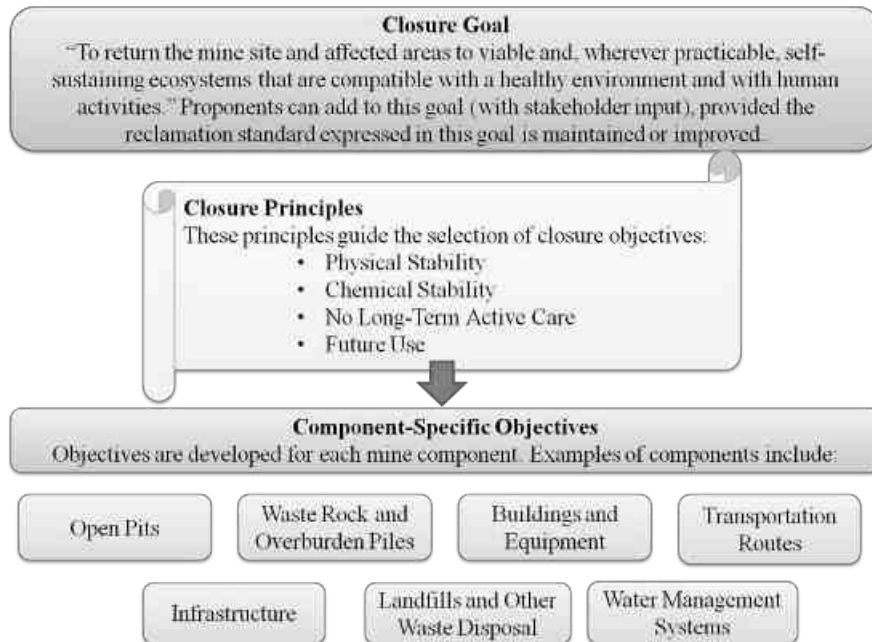 Closure Goal
“To return the mine site and affected areas to viable and, wherever practicable, self-
sustaining ecosystems that are compatible with a healthy environment and with human
activities.” Proponents can add to this goal (with stakeholder input), provided the
reclamation standard expressed in this goal is maintained or improved.
Closure Principles
These principles guide the selection of closure objectives:
• Physical Stability
• Chemical Stability
• No Long-Term Active Care
• Future Use
Component-Specific Objectives
Objectives are developed for each mine component. Examples of components include:
Open Pits
Waste Rock and
Overburden Piles
Buildings and
Equipment
Transportation
Routes
Infrastructure
Landfills and Other
Waste Disposal
Water Management
Systems